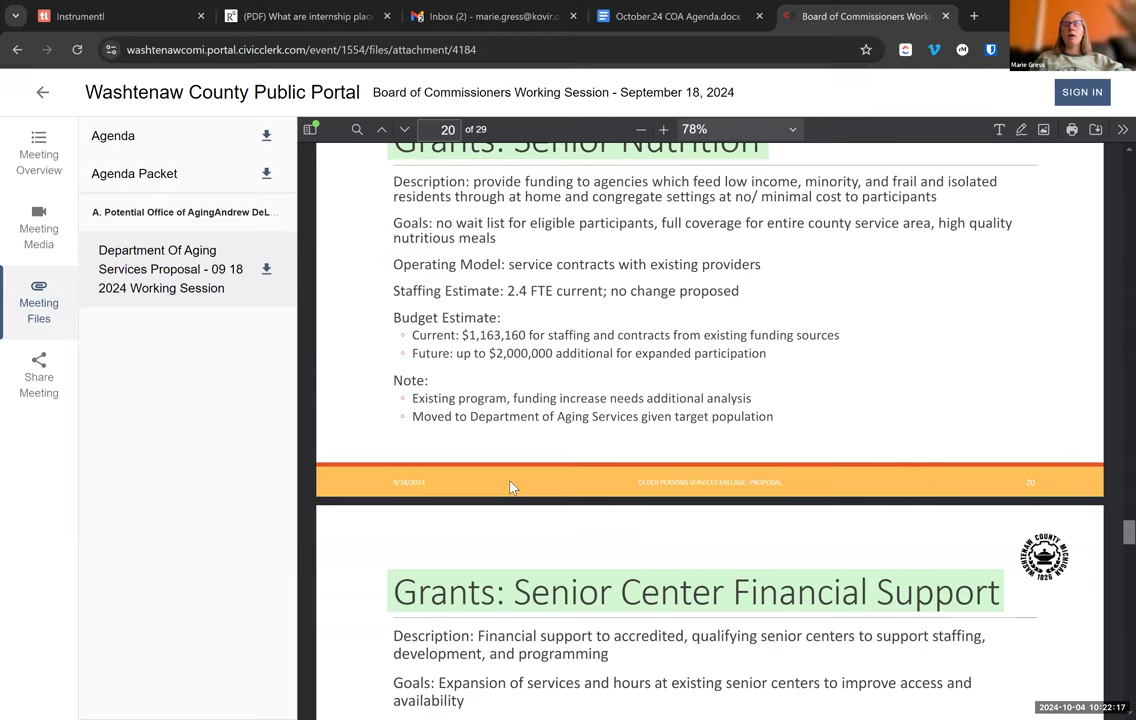 Instrumentl
(PDF) What are internship plac
Inbox (2) - marie.gress@kovir.c
October.24 COA Agenda.docx
Board of Commissioners Worki
washtenawcomi.portal.civicclerk.com/event/1554/files/attachment/4184
Marie Gress
Washtenaw County Public Portal
Board of Commissioners Working Session - September 18, 2024
SIGN IN
Meeting Overview
Meeting Media
Meeting Files
Share Meeting
Agenda
Agenda Packet
A. Potential Office of AgingAndrew DeL...
Department Of Aging
Services Proposal - 09 18
2024 Working Session
20 of 29
78%
Grants: Senior Nutrition
Description: provide funding to agencies which feed low income, minority, and frail and isolated
residents through at home and congregate settings at no/ minimal cost to participants
Goals: no wait list for eligible participants, full coverage for entire county service area, high quality
nutritious meals
Operating Model: service contracts with existing providers
Staffing Estimate: 2.4 FTE current; no change proposed
Budget Estimate:
◦ Current: $1,163,160 for staffing and contracts from existing funding sources
◦ Future: up to $2,000,000 additional for expanded participation
Note:
◦ Existing program, funding increase needs additional analysis
◦ Moved to Department of Aging Services given target population
9/18/2024
OLDER PERSONS SERVICES MILLAGE: PROPOSAL
20
WASHTENAW COUNTY MICHIGAN
1826
Grants: Senior Center Financial Support
Description: Financial support to accredited, qualifying senior centers to support staffing,
development, and programming
Goals: Expansion of services and hours at existing senior centers to improve access and
availability
2024-10-04 10:22:17